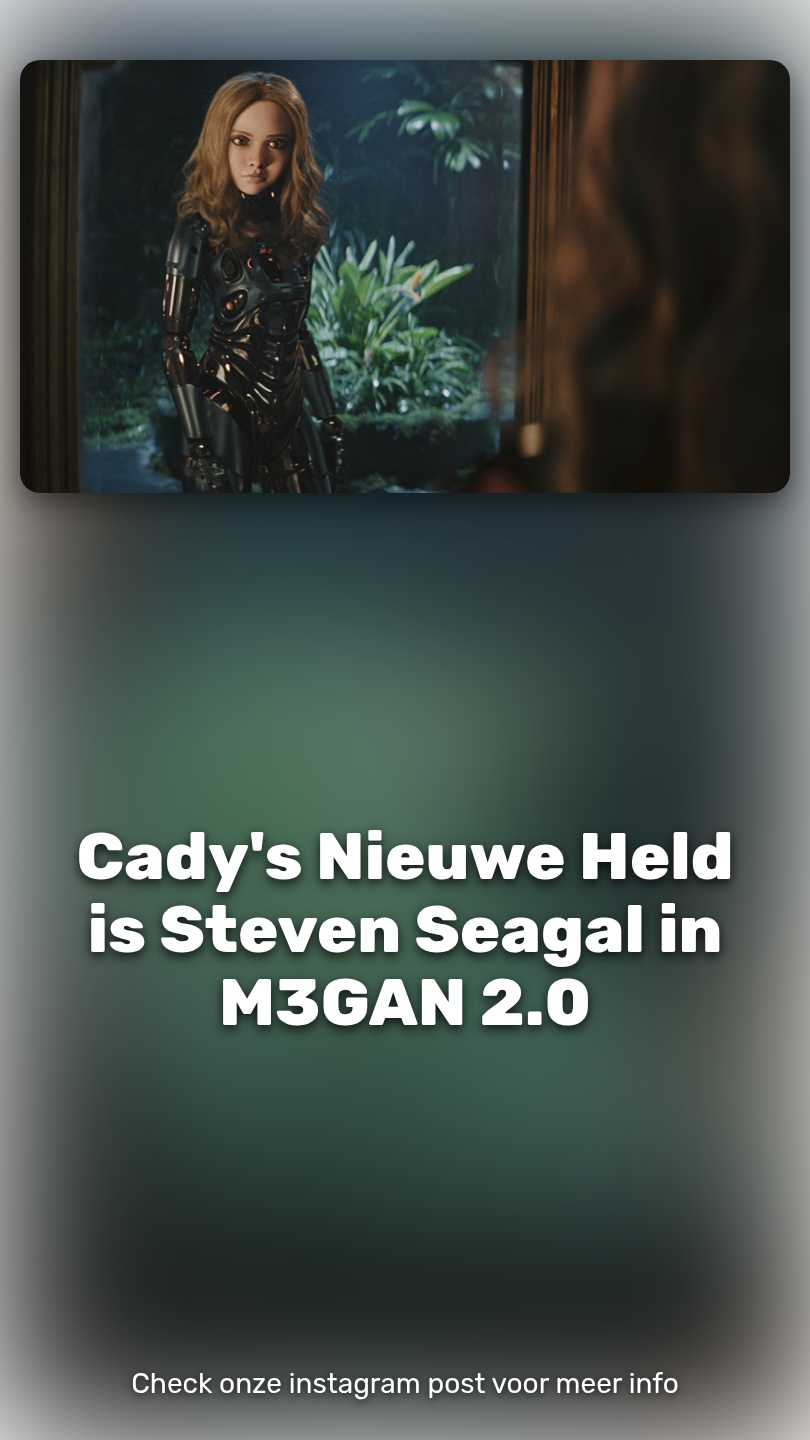 Cady's Nieuwe Held
is Steven Seagal in
M3GAN 2.0
Check onze instagram post voor meer info